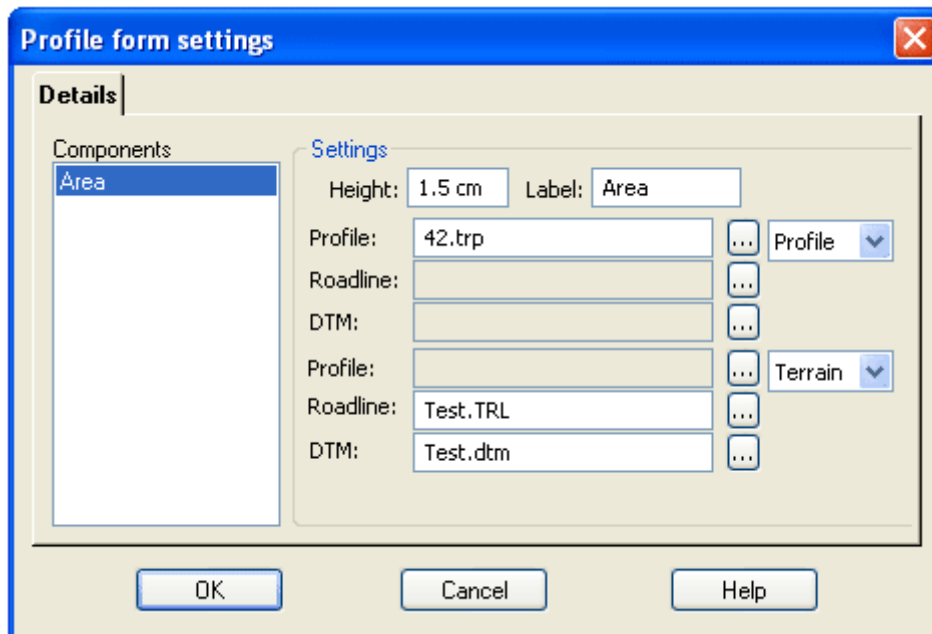 Profile form settings
Details
Components
Area
Settings
Height: 1.5 cm Label: Area
Profile: 42.trp ... Profile
Roadline: ...
DTM: ...
Profile: ... Terrain
Roadline: Test.TRL ...
DTM: Test.dtm ...
OK Cancel Help